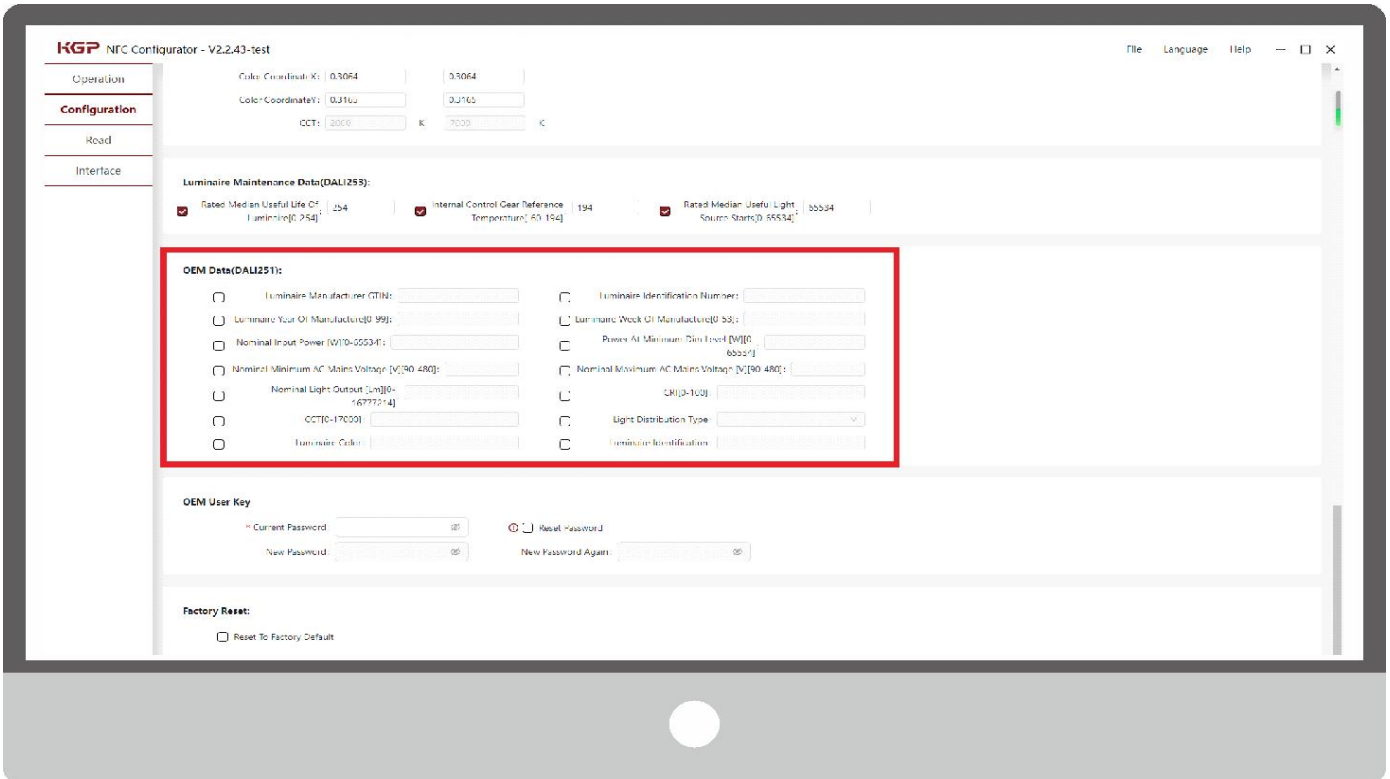 KGP NFC Configurator - V2.2.43-test
File Language Help
Operation
Configuration
Read
Interface
Color CoordinateX: 0.3064 0.3064
Color CoordinateY: 0.3165 0.3165
CCT: 2000 K 7000 K
Luminaire Maintenance Data(DALI253):
Rated Median Useful Life Of Luminaire[0-254]: 254
Internal Control Gear Reference Temperature[-60-194]: 194
Rated Median Useful Light Source Starts[0-65534]: 65534
OEM Data(DALI251):
Luminaire Manufacturer GTIN:
Luminaire Identification Number:
Luminaire Year Of Manufacture[0-99]:
Luminaire Week Of Manufacture[0-53]:
Nominal Input Power [W][0-65534]:
Power At Minimum Dim Level [W][0-65534]
Nominal Minimum AC Mains Voltage [V][90-480]:
Nominal Maximum AC Mains Voltage [V][90-480]:
Nominal Light Output [Lm][0-16777214]
CRI[0-100]:
CCT[0-17000]:
Light Distribution Type:
Luminaire Color:
Luminaire Identification:
OEM User Key
* Current Password:
Reset Password
New Password:
New Password Again:
Factory Reset:
Reset To Factory Default